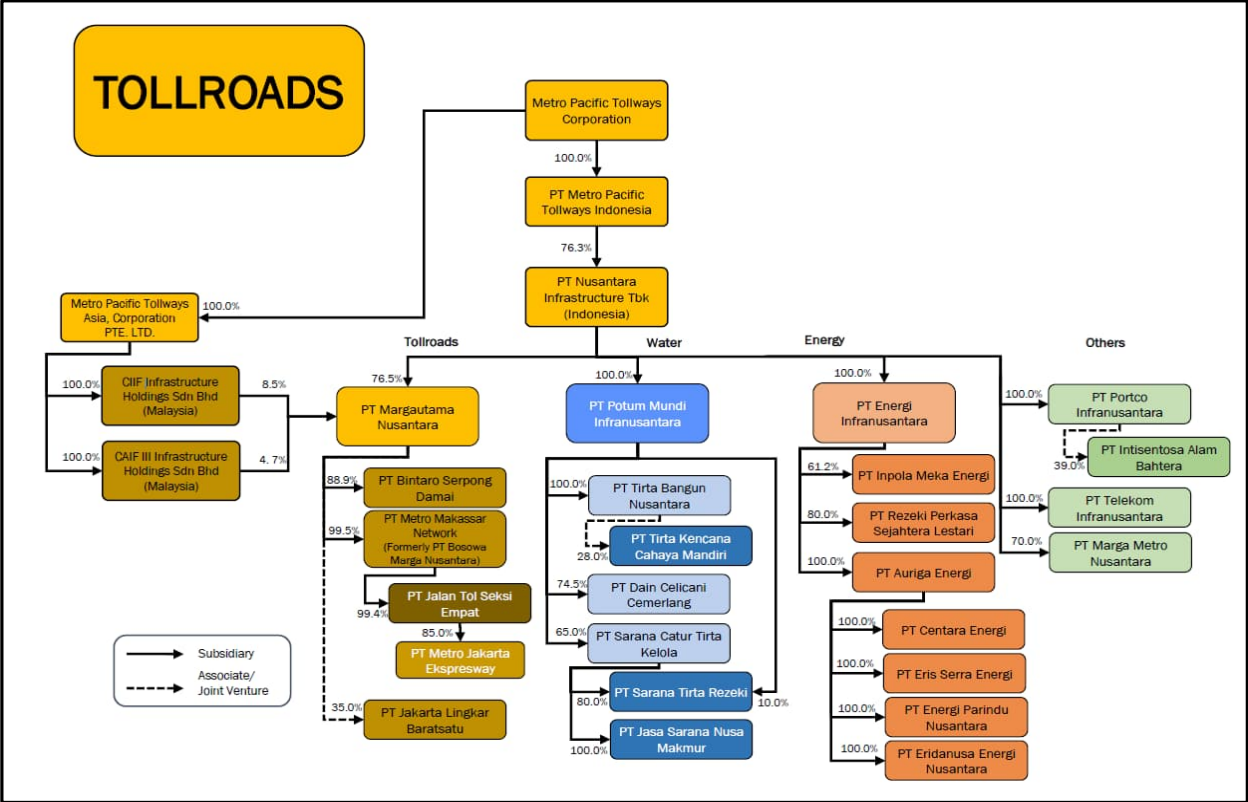 TOLLROADS
Metro Pacific Tollways
Corporation
100.0%
PT Metro Pacific
Tollways Indonesia
76.3%
PT Nusantara
Infrastructure Tbk
(Indonesia)
Metro Pacific Tollways
Asia, Corporation
PTE. LTD.
100.0%
100.0%
CIIF Infrastructure
Holdings Sdn Bhd
(Malaysia)
8.5%
100.0%
CAIF III Infrastructure
Holdings Sdn Bhd
(Malaysia)
4.7%
Tollroads
76.5%
PT Margautama
Nusantara
88.9%
PT Bintaro Serpong
Damai
99.5%
PT Metro Makassar
Network
(Formerly PT Bosowa
Marga Nusantara)
99.4%
PT Jalan Tol Seksi
Empat
85.0%
PT Metro Jakarta
Ekspresway
35.0%
PT Jakarta Lingkar
Baratsatu
Water
100.0%
PT Potum Mundi
Infranusantara
100.0%
PT Tirta Bangun
Nusantara
28.0%
PT Tirta Kencana
Cahaya Mandiri
74.5%
PT Dain Celicani
Cemerlang
65.0%
PT Sarana Catur Tirta
Kelola
80.0%
PT Sarana Tirta Rezeki
10.0%
100.0%
PT Jasa Sarana Nusa
Makmur
Energy
100.0%
PT Energi
Infranusantara
61.2%
PT Inpola Meka Energi
80.0%
PT Rezeki Perkasa
Sejahtera Lestari
100.0%
PT Auriga Energi
100.0%
PT Centara Energi
100.0%
PT Eris Serra Energi
100.0%
PT Energi Parindu
Nusantara
100.0%
PT Eridanusa Energi
Nusantara
Others
100.0%
PT Portco
Infranusantara
39.0%
PT Intisentosa Alam
Bahtera
100.0%
PT Telekom
Infranusantara
70.0%
PT Marga Metro
Nusantara
Subsidiary
Associate/
Joint Venture